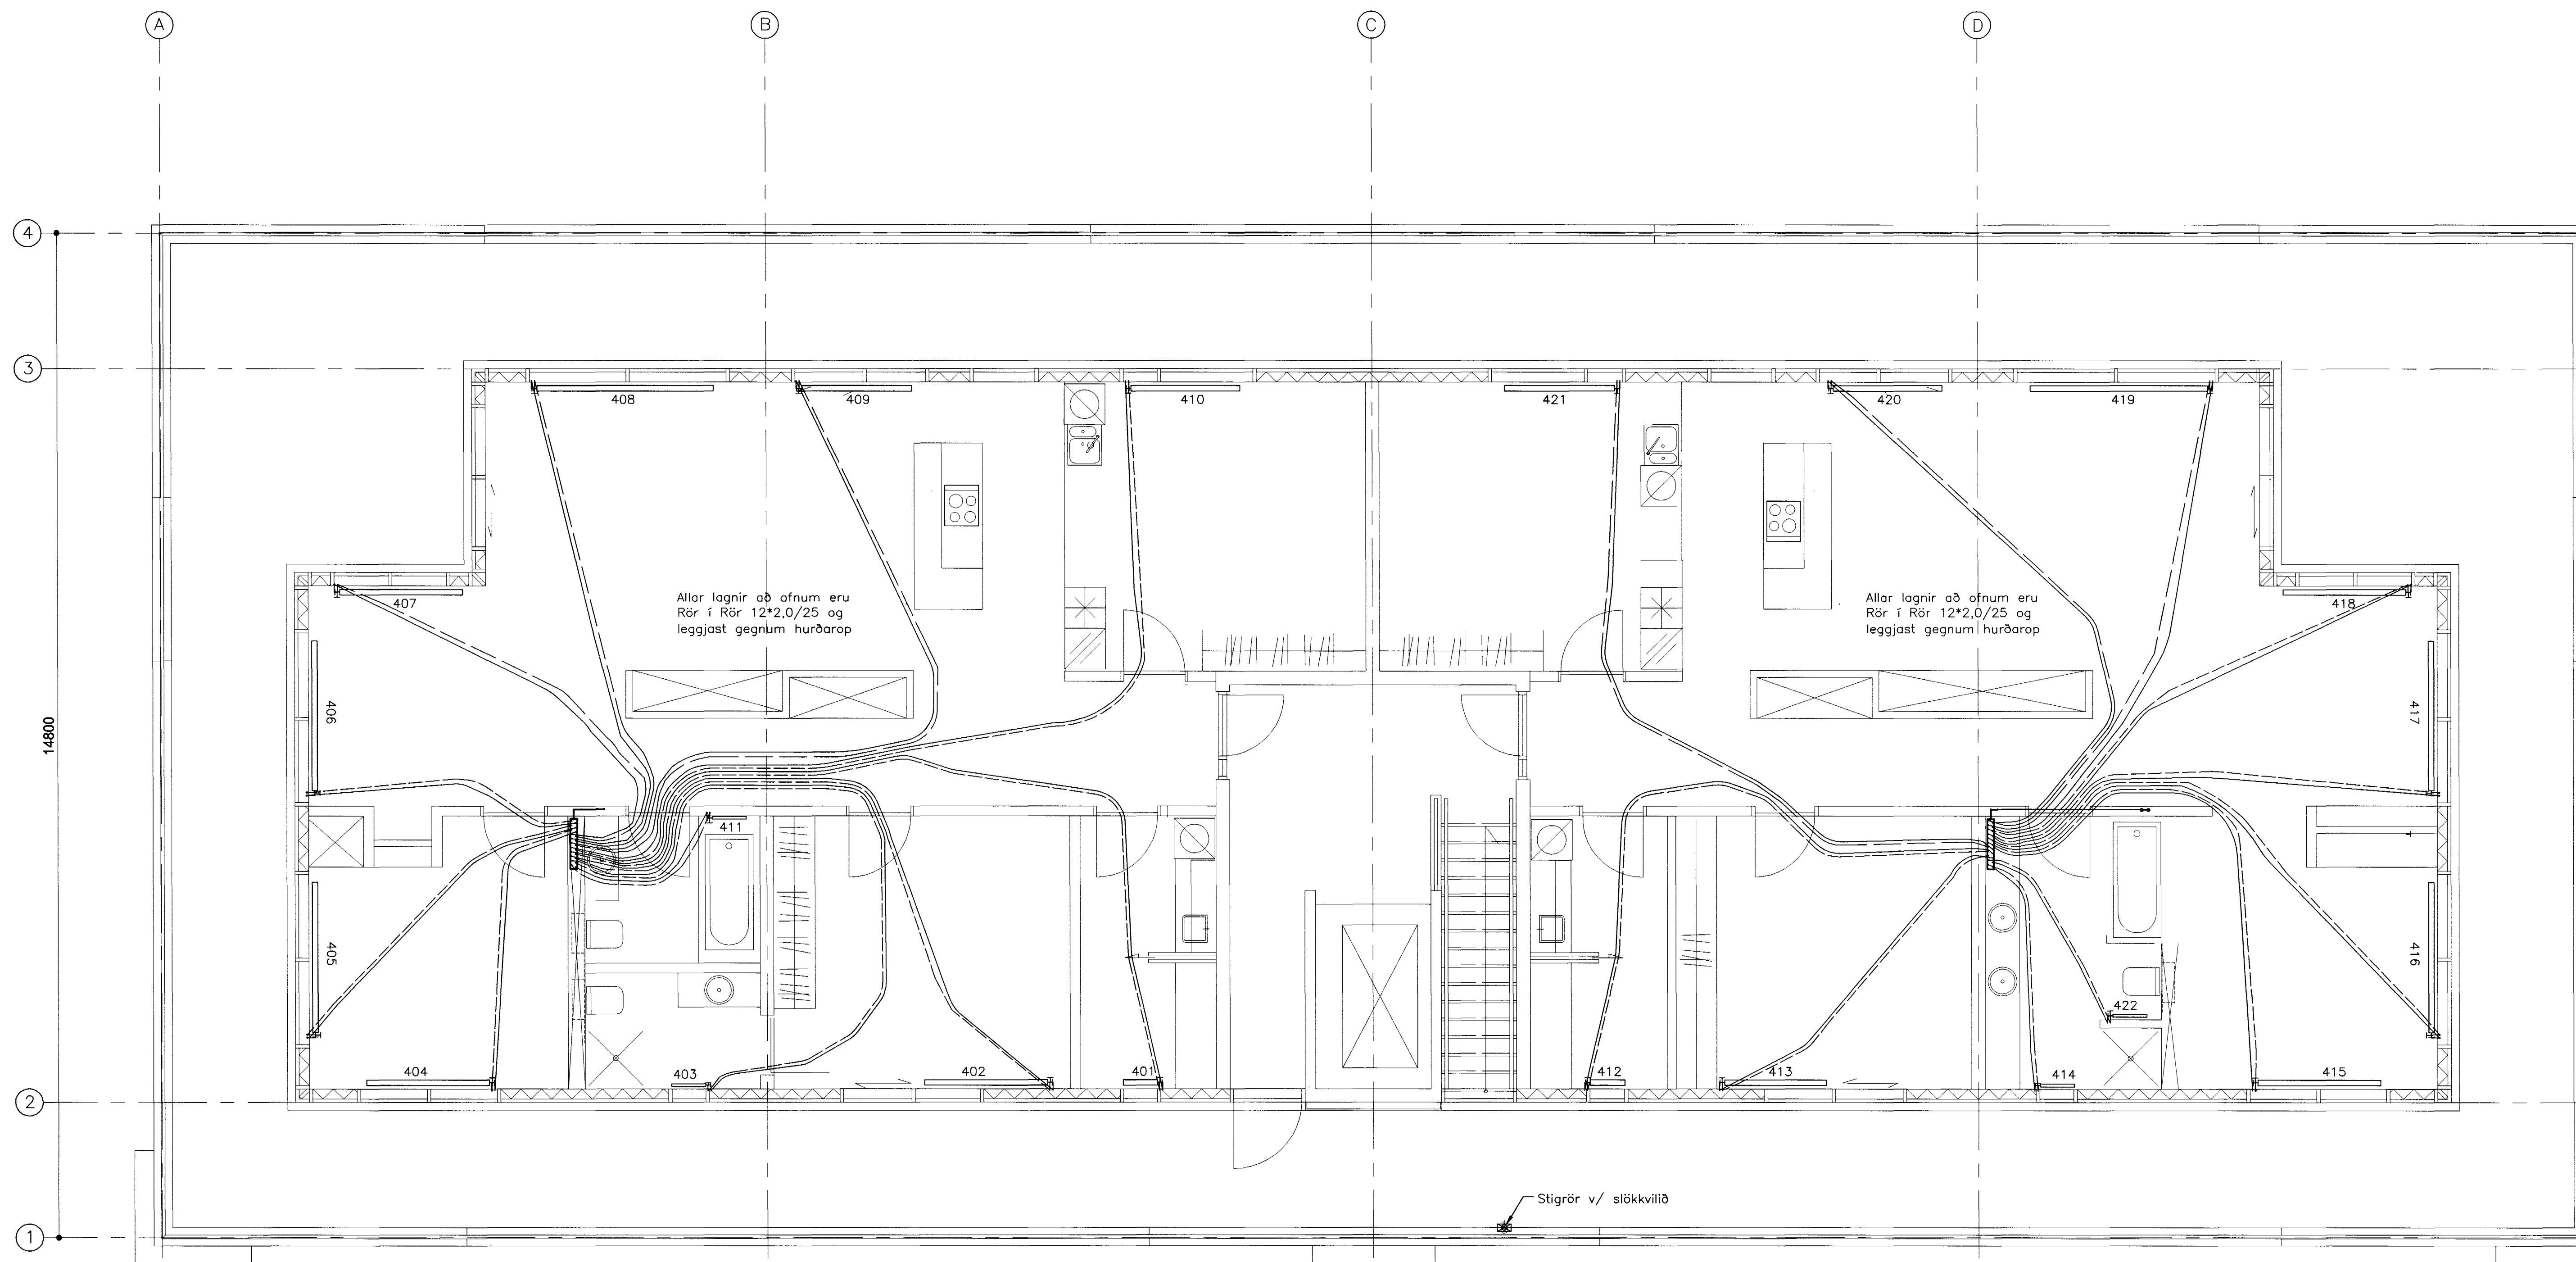 A
B
C
D
4
3
408
409
410
421
420
419
407
Allar lagnir að ofnum eru
Rör í Rör 12*2,0/25 og
leggjast gegnum hurðarop
Allar lagnir að ofnum eru
Rör í Rör 12*2,0/25 og
leggjast gegnum hurðarop
418
406
417
14800
411
405
416
422
404
403
402
401
412
413
414
415
2
Stigrör v/ slökkvilið
1